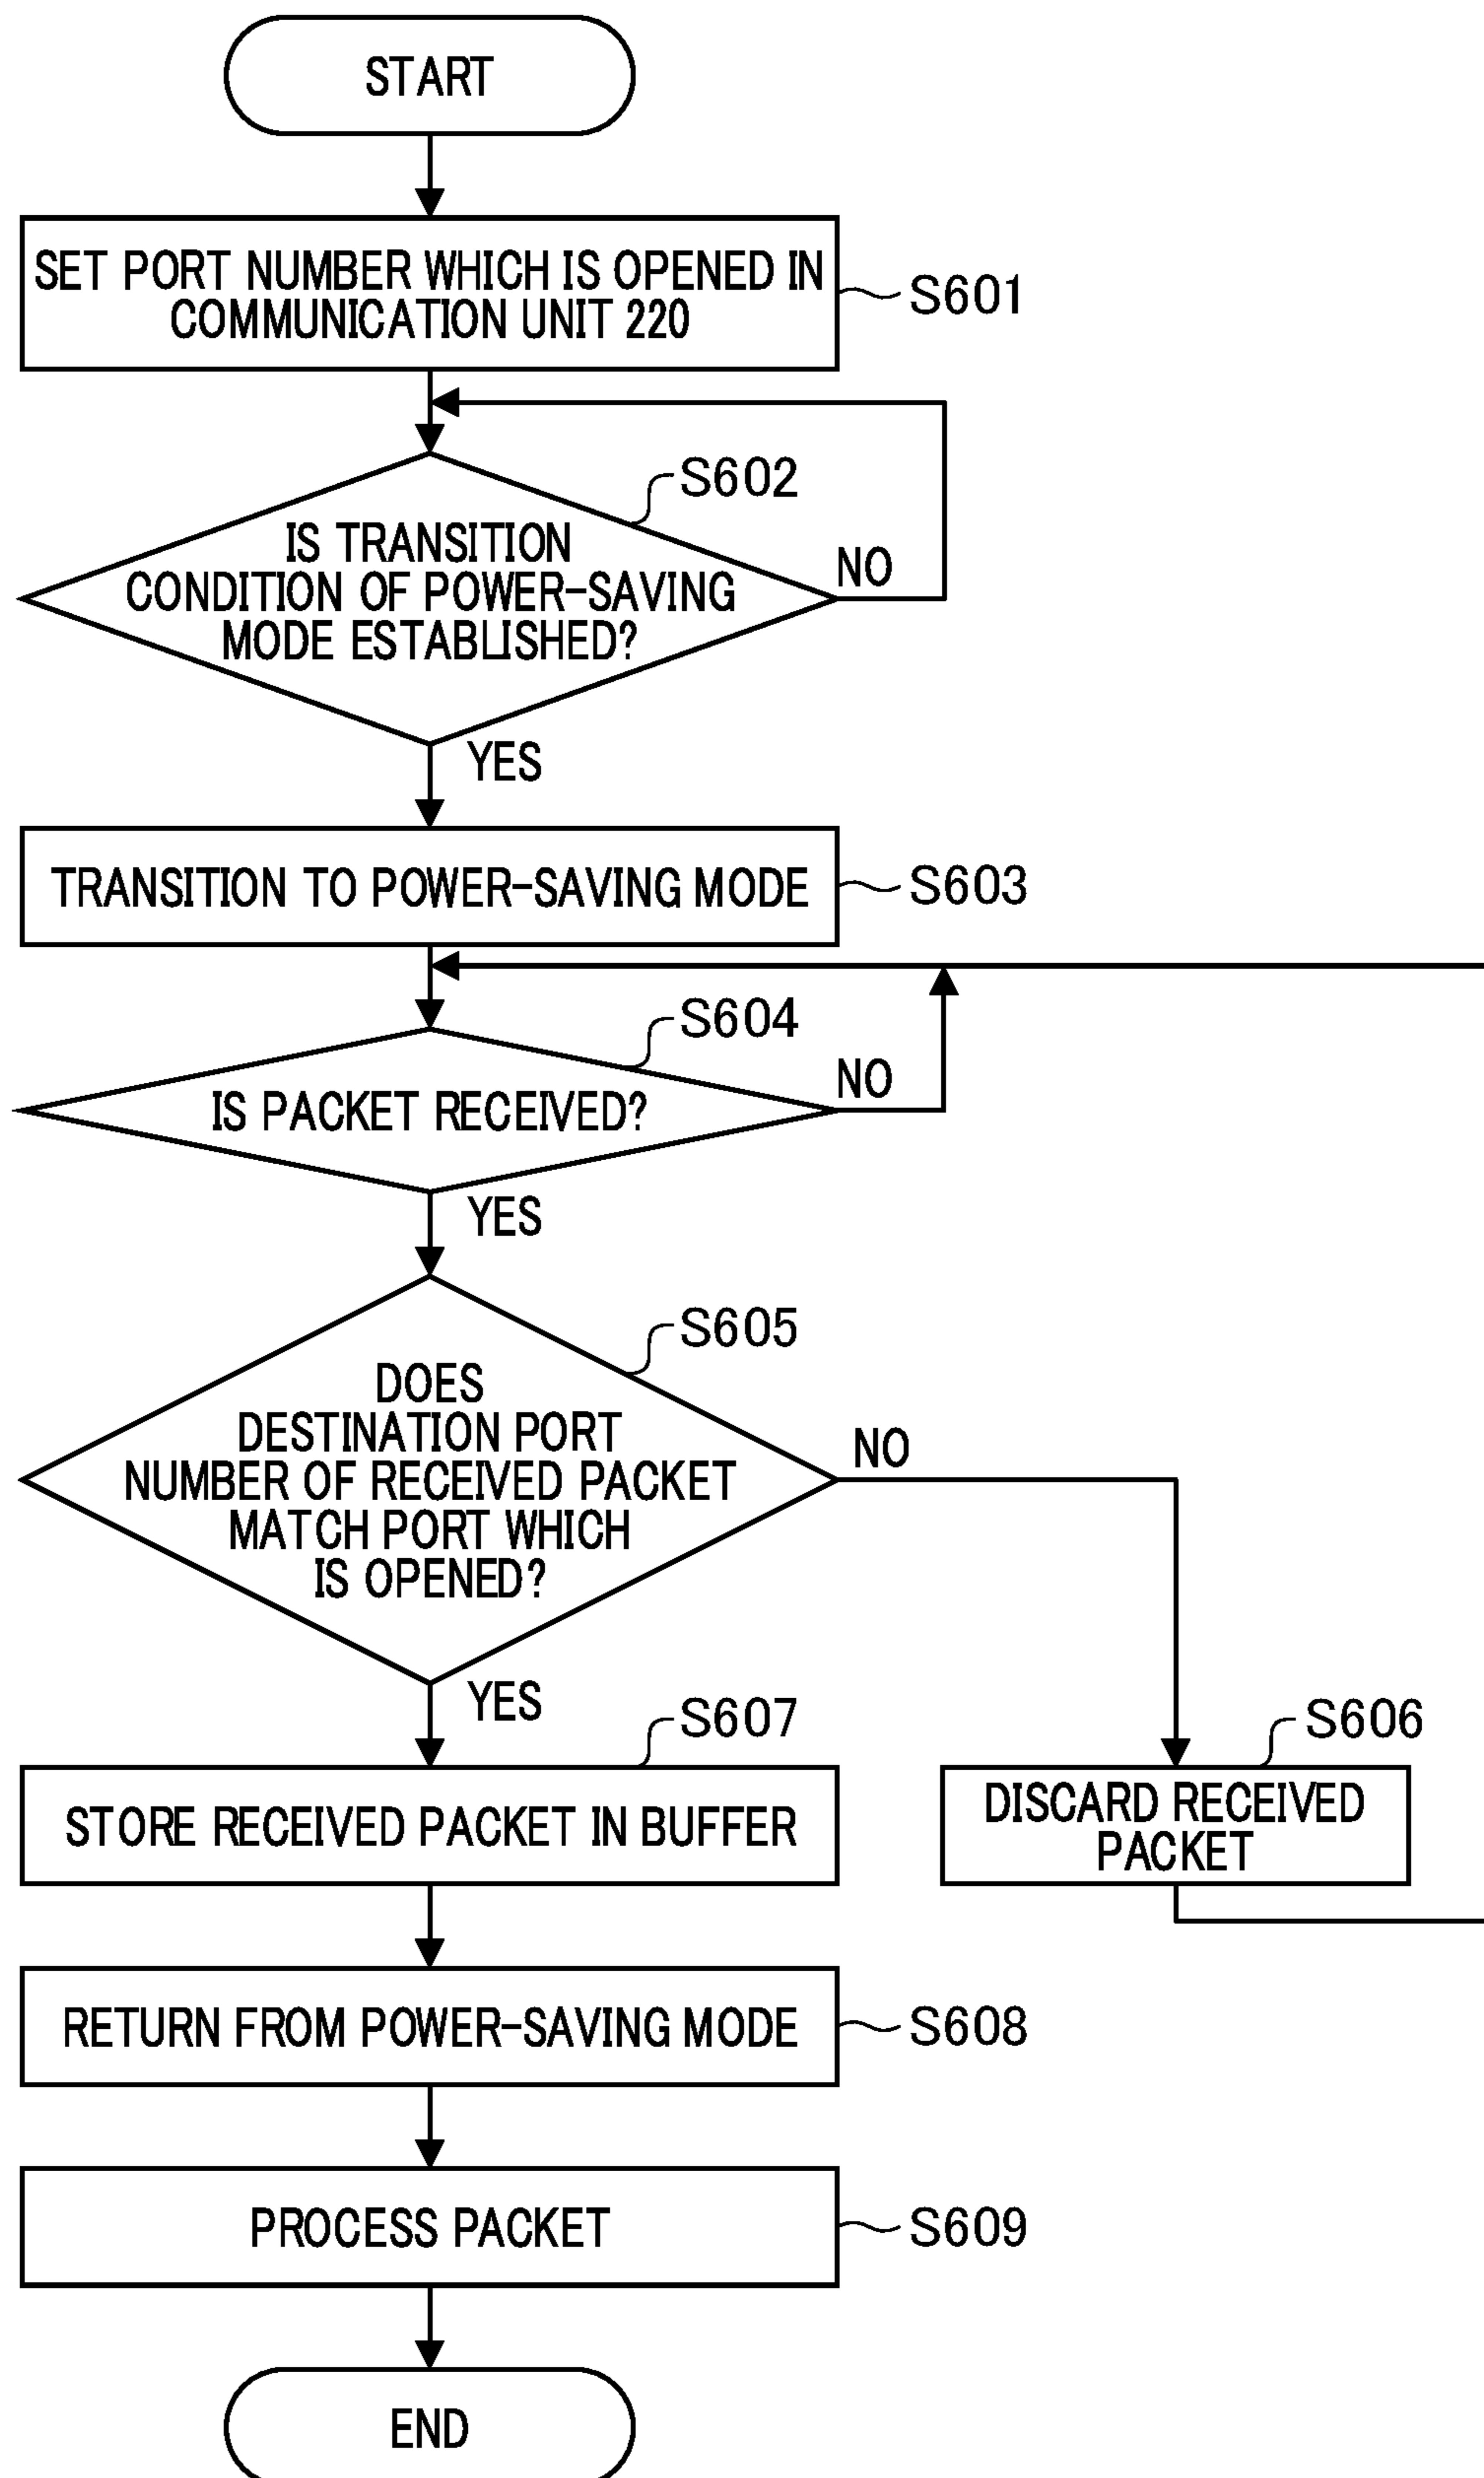 START
SET PORT NUMBER WHICH IS OPENED IN
COMMUNICATION UNIT 220
S601
S602
IS TRANSITION
CONDITION OF POWER-SAVING
MODE ESTABLISHED?
NO
YES
TRANSITION TO POWER-SAVING MODE
S603
S604
IS PACKET RECEIVED?
NO
YES
S605
DOES
DESTINATION PORT
NUMBER OF RECEIVED PACKET
MATCH PORT WHICH
IS OPENED?
NO
YES
S607
STORE RECEIVED PACKET IN BUFFER
S606
DISCARD RECEIVED
PACKET
RETURN FROM POWER-SAVING MODE
S608
PROCESS PACKET
S609
END